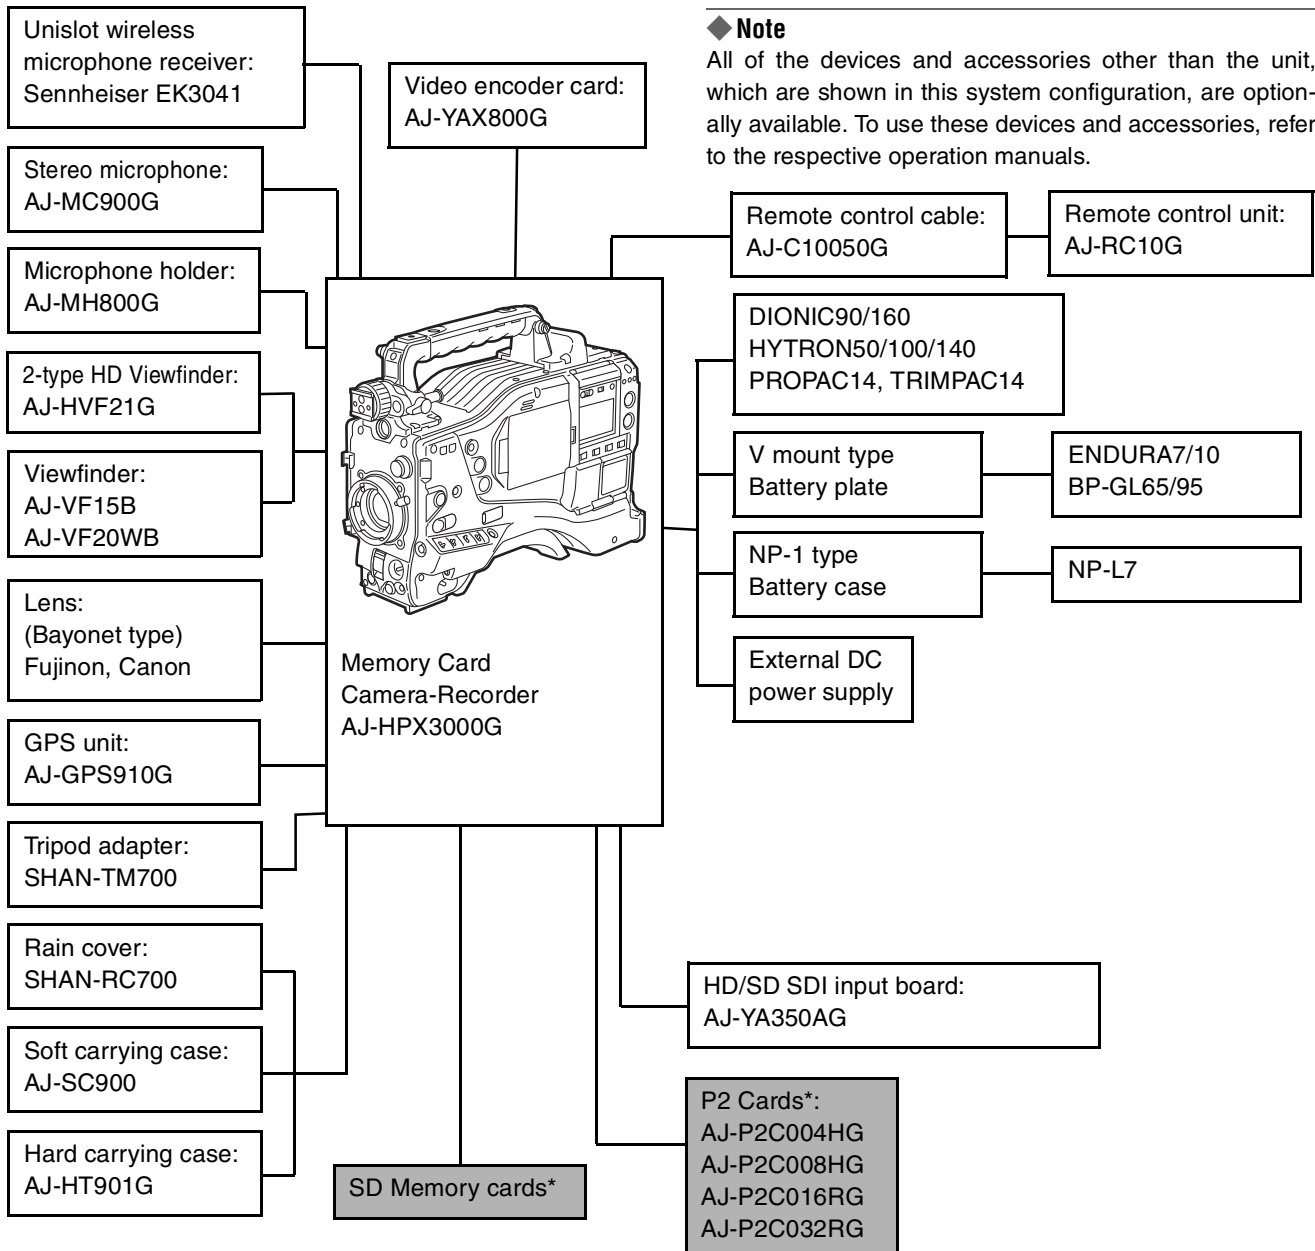 Unislot wireless
microphone receiver:
Sennheiser EK3041
Stereo microphone:
AJ-MC900G
Microphone holder:
AJ-MH800G
2-type HD Viewfinder:
AJ-HVF21G
Viewfinder:
AJ-VF15B
AJ-VF20WB
Lens:
(Bayonet type)
Fujinon, Canon
GPS unit:
AJ-GPS910G
Tripod adapter:
SHAN-TM700
Rain cover:
SHAN-RC700
Soft carrying case:
AJ-SC900
Hard carrying case:
AJ-HT901G
Video encoder card:
AJ-YAX800G
Memory Card
Camera-Recorder
AJ-HPX3000G
SD Memory cards*
◆ Note
All of the devices and accessories other than the unit,
which are shown in this system configuration, are option-
ally available. To use these devices and accessories, refer
to the respective operation manuals.
Remote control cable:
AJ-C10050G
Remote control unit:
AJ-RC10G
DIONIC90/160
HYTRON50/100/140
PROPAC14, TRIMPAC14
V mount type
Battery plate
ENDURA7/10
BP-GL65/95
NP-1 type
Battery case
NP-L7
External DC
power supply
HD/SD SDI input board:
AJ-YA350AG
P2 Cards*:
AJ-P2C004HG
AJ-P2C008HG
AJ-P2C016RG
AJ-P2C032RG